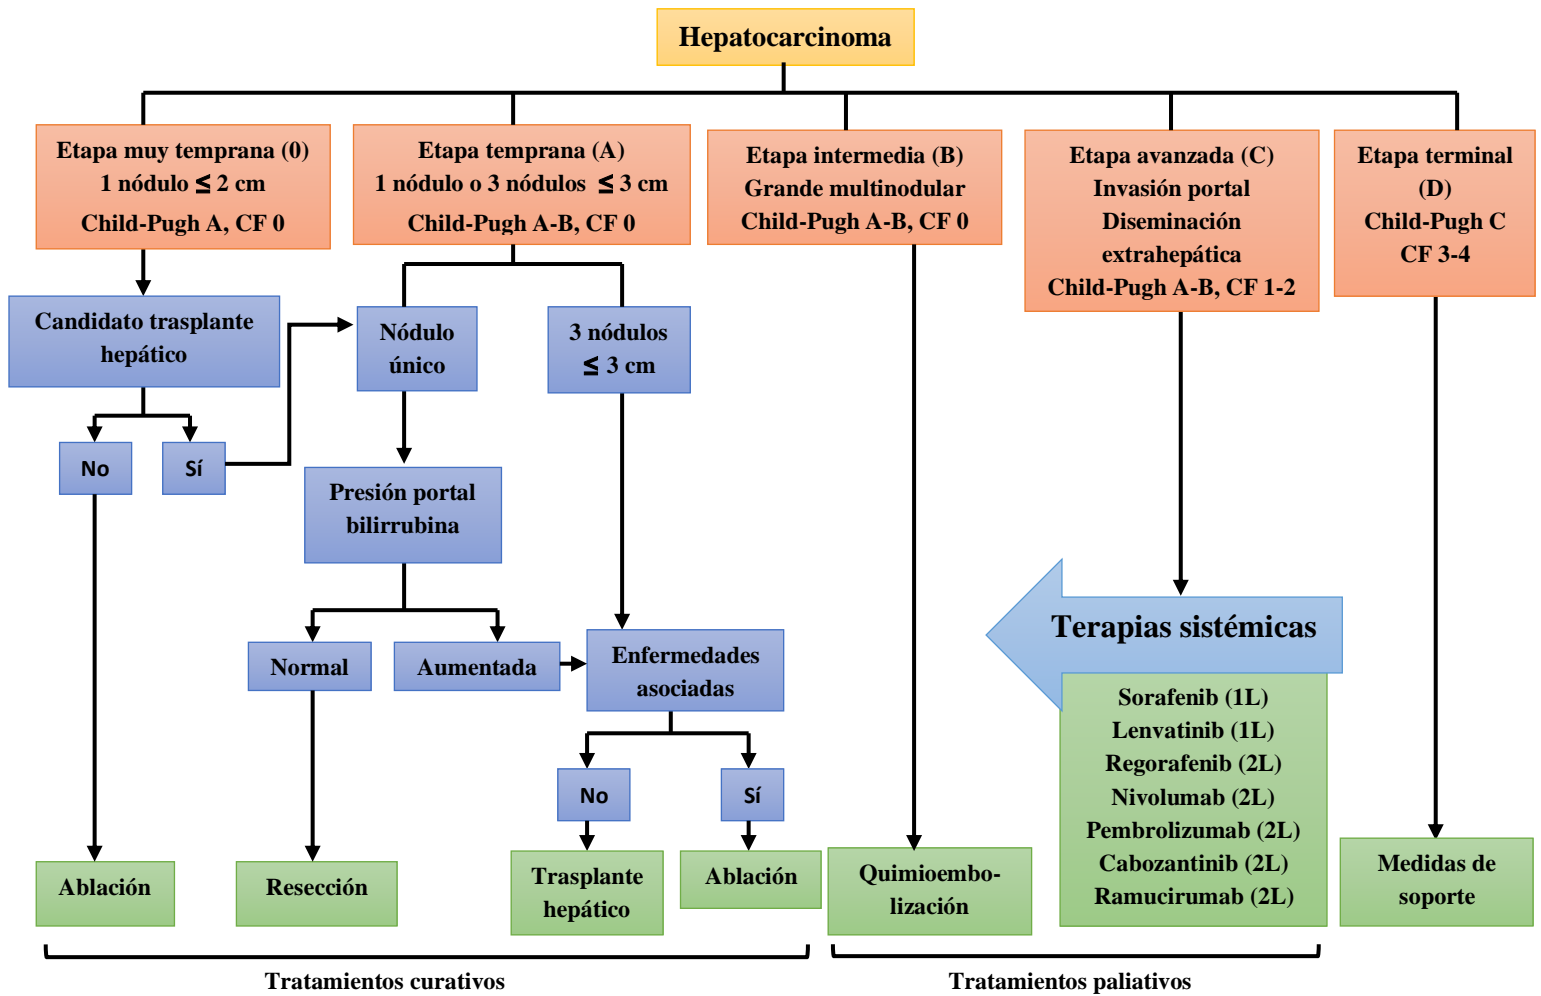 Hepatocarcinoma
Etapa muy temprana (0)
1 nódulo ≤ 2 cm
Child-Pugh A, CF 0
Etapa temprana (A)
1 nódulo o 3 nódulos ≤ 3 cm
Child-Pugh A-B, CF 0
Etapa intermedia (B)
Grande multinodular
Child-Pugh A-B, CF 0
Etapa avanzada (C)
Invasión portal
Diseminación
extrahepática
Child-Pugh A-B, CF 1-2
Etapa terminal
(D)
Child-Pugh C
CF 3-4
Candidato trasplante
hepático
Nódulo
único
3 nódulos
≤ 3 cm
No
Sí
Presión portal
bilirrubina
Normal
Aumentada
Enfermedades
asociadas
No
Sí
Terapias sistémicas
Sorafenib (1L)
Lenvatinib (1L)
Regorafenib (2L)
Nivolumab (2L)
Pembrolizumab (2L)
Cabozantinib (2L)
Ramucirumab (2L)
Ablación
Resección
Trasplante
hepático
Ablación
Quimioembo-
lización
Medidas de
soporte
Tratamientos curativos
Tratamientos paliativos